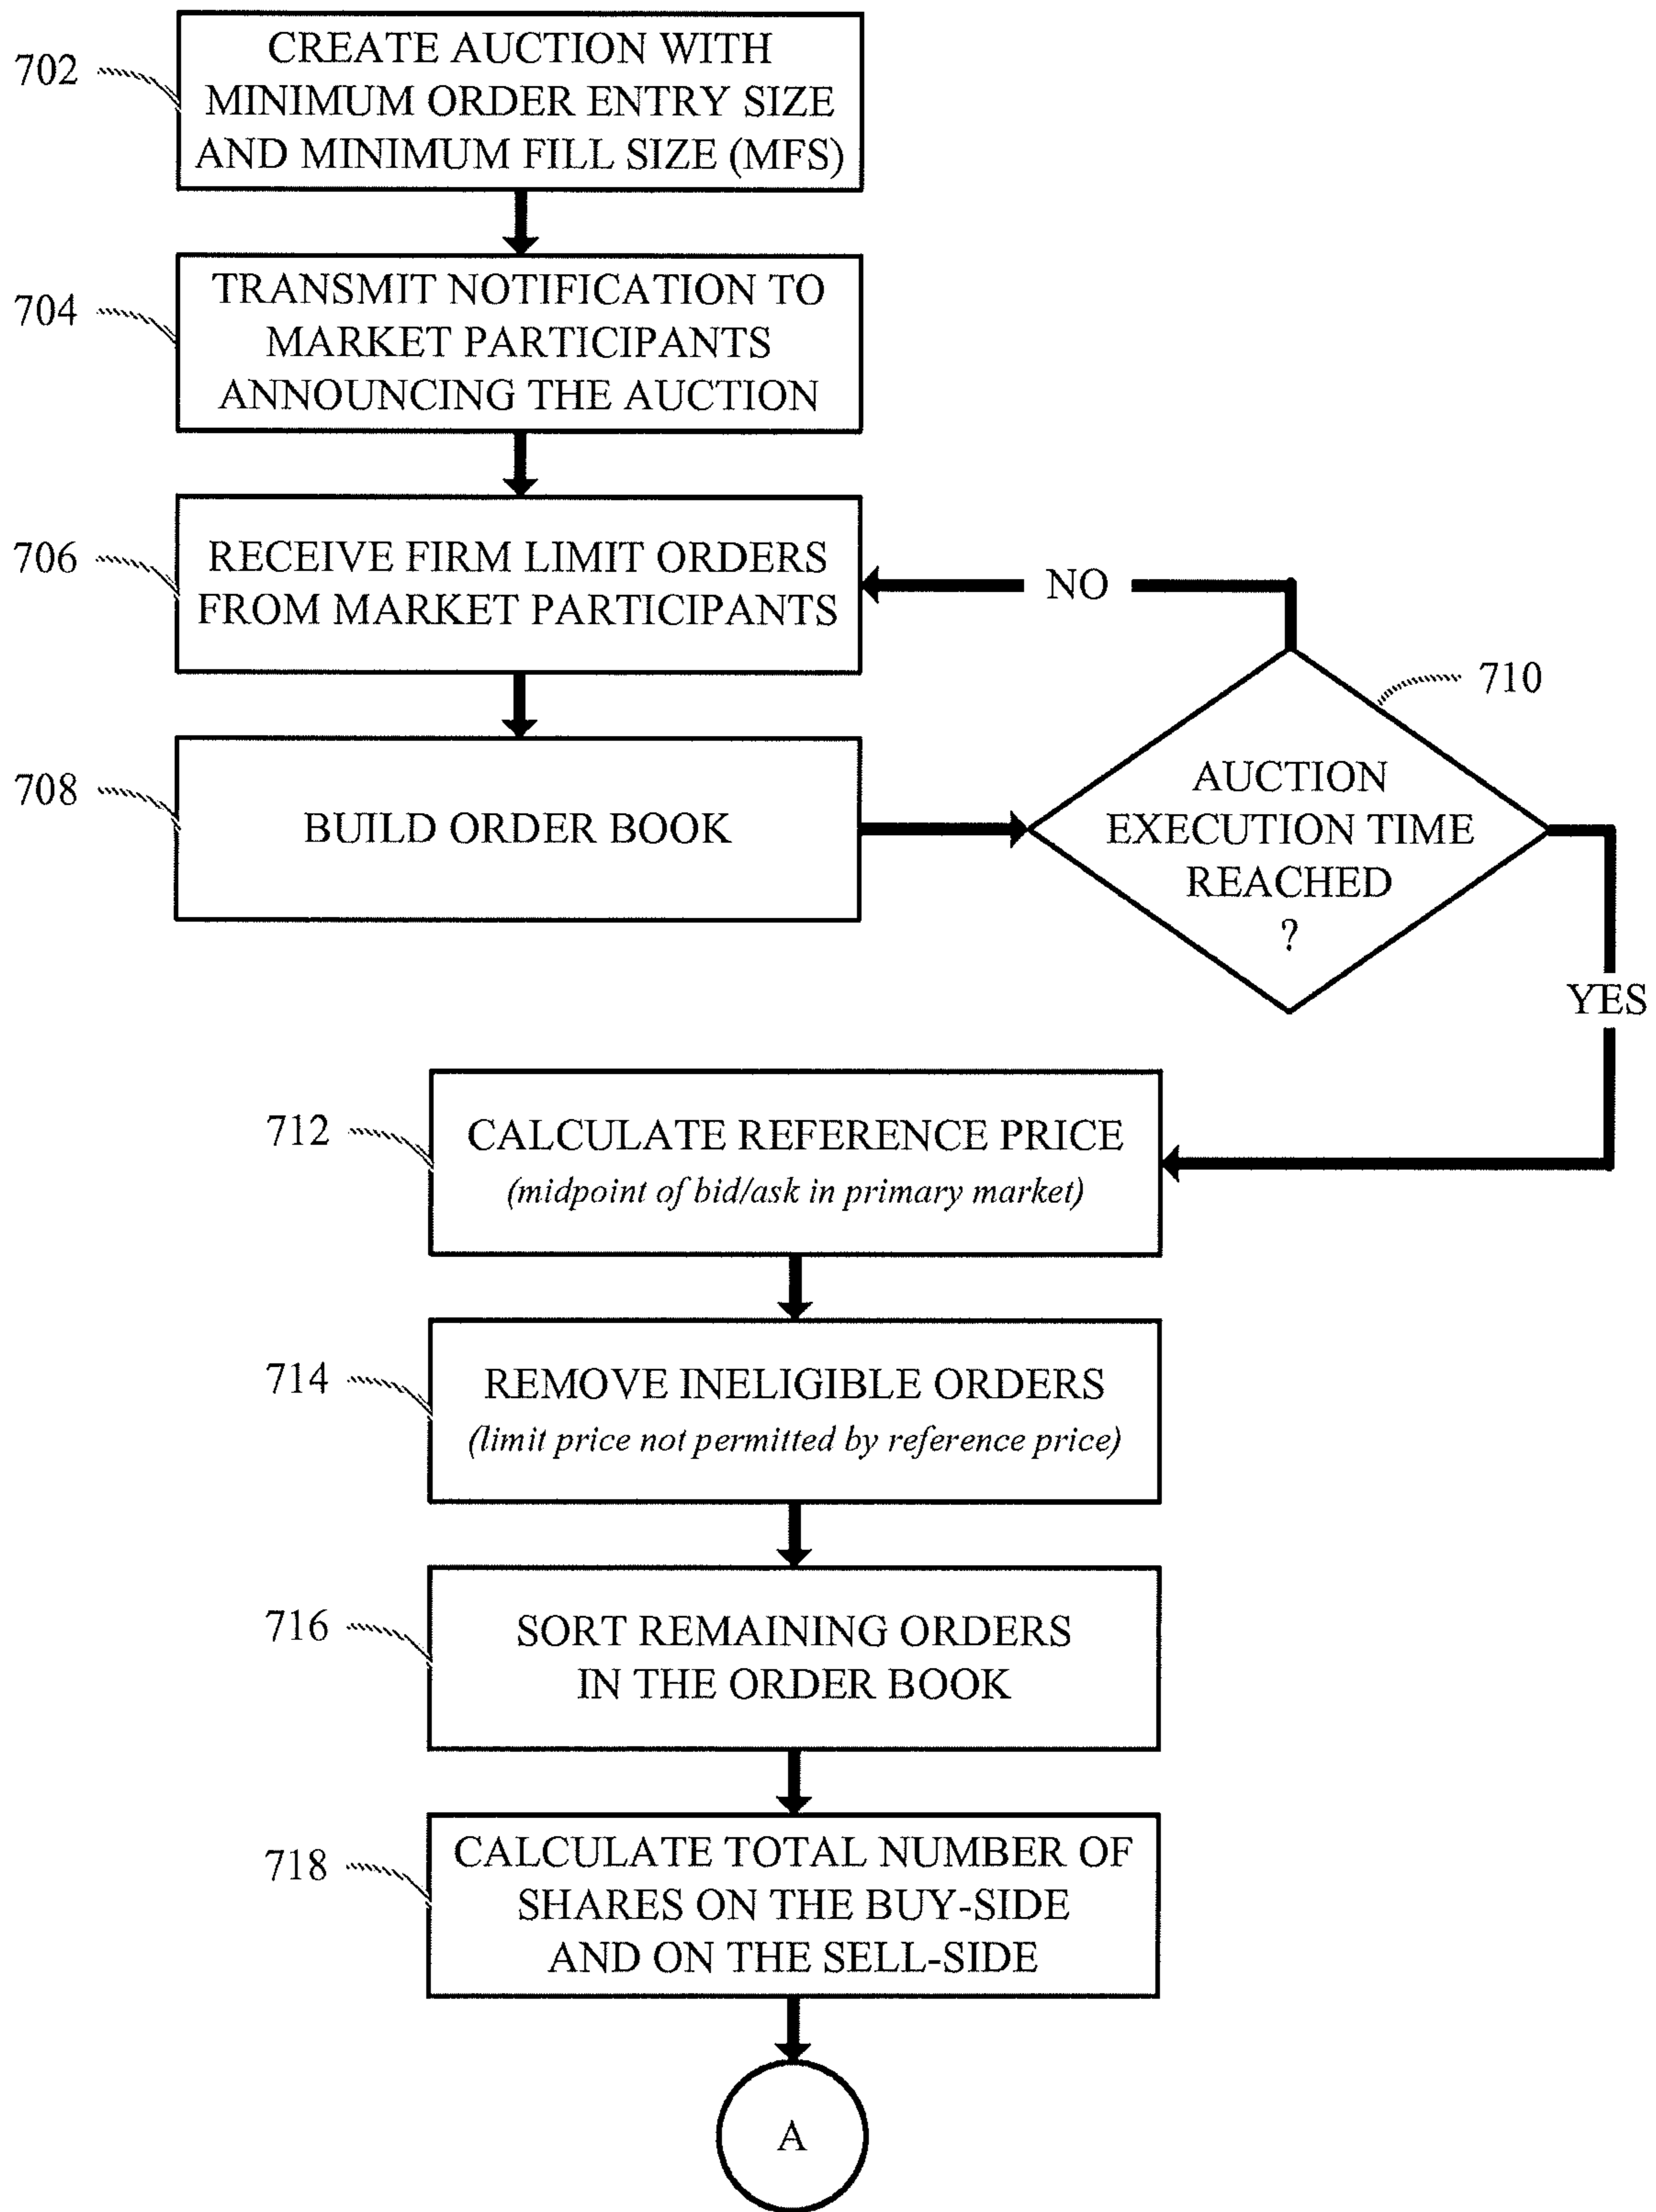 702
CREATE AUCTION WITH
MINIMUM ORDER ENTRY SIZE
AND MINIMUM FILL SIZE (MFS)
704
TRANSMIT NOTIFICATION TO
MARKET PARTICIPANTS
ANNOUNCING THE AUCTION
706
RECEIVE FIRM LIMIT ORDERS
FROM MARKET PARTICIPANTS
NO
708
BUILD ORDER BOOK
710
AUCTION
EXECUTION TIME
REACHED
?
YES
712
CALCULATE REFERENCE PRICE
(midpoint of bid/ask in primary market)
714
REMOVE INELIGIBLE ORDERS
(limit price not permitted by reference price)
716
SORT REMAINING ORDERS
IN THE ORDER BOOK
718
CALCULATE TOTAL NUMBER OF
SHARES ON THE BUY-SIDE
AND ON THE SELL-SIDE
A